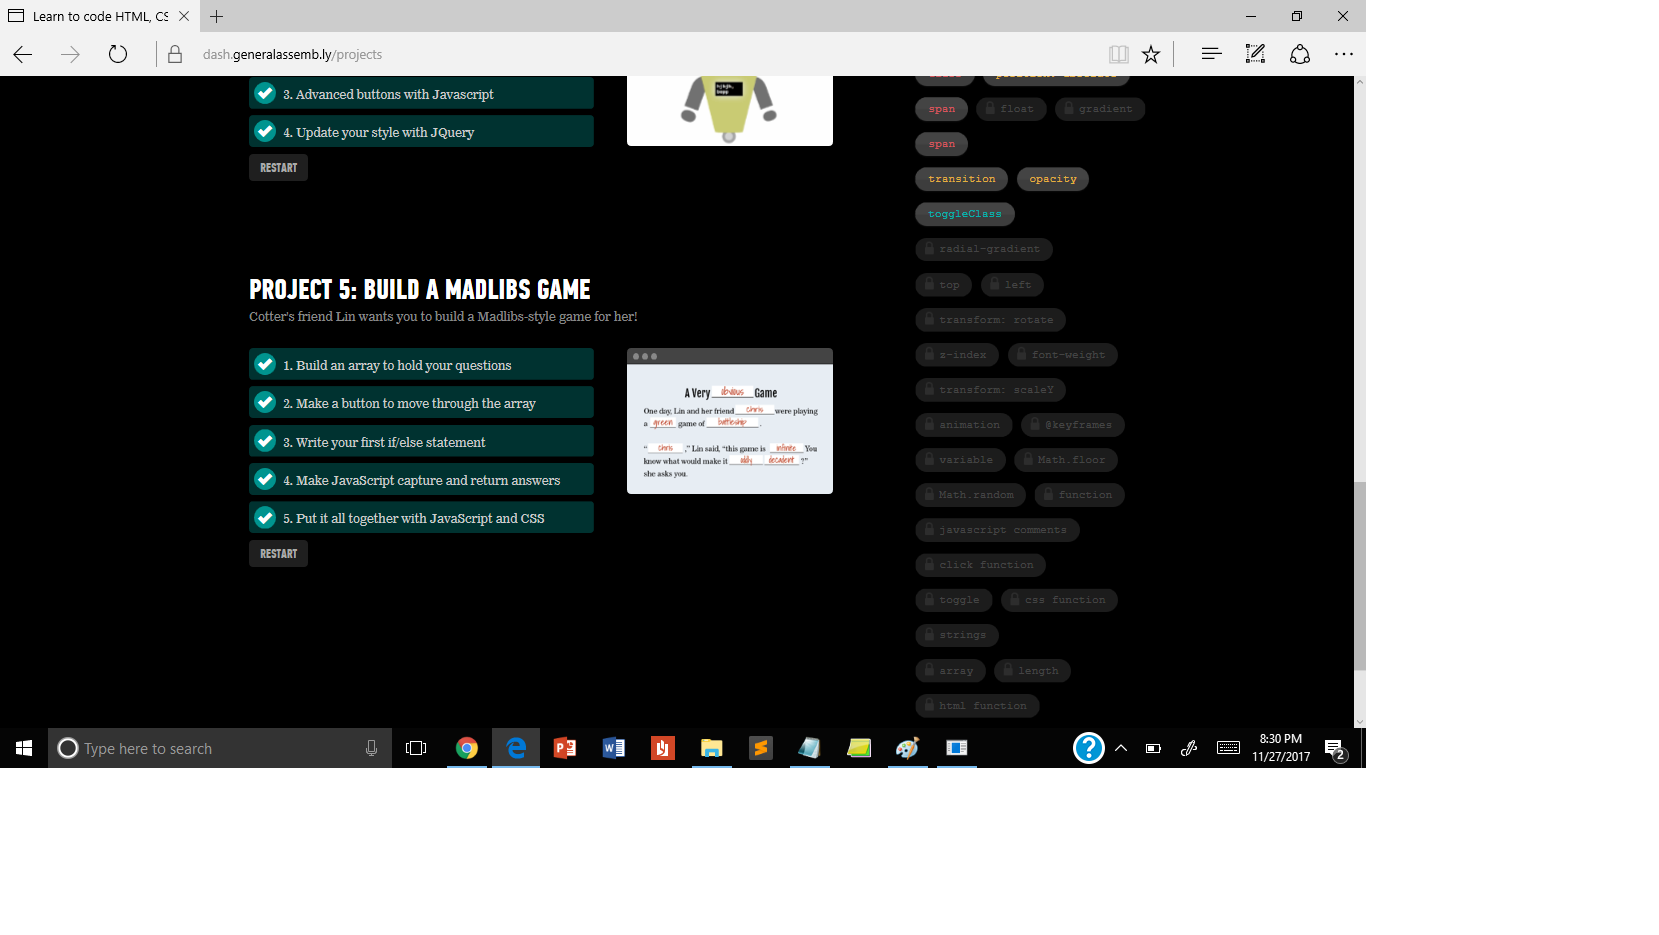 Learn to code HTML, CS
dash.generalassemb.ly/projects
3. Advanced buttons with Javascript
4. Update your style with JQuery
RESTART
PROJECT 5: BUILD A MADLIBS GAME
Cotter's friend Lin wants you to build a Madlibs-style game for her!
1. Build an array to hold your questions
2. Make a button to move through the array
3. Write your first if/else statement
4. Make JavaScript capture and return answers
5. Put it all together with JavaScript and CSS
RESTART
A Very obvious Game
One day, Lin and her friend chris were playing
a green game of battleship .
" chris ," Lin said, "this game is infinite You
know what would make it oddly decadent ?"
she asks you.
span float gradient
span
transition opacity
toggleClass
radial-gradient
top left
transform: rotate
z-index font-weight
transform: scaleY
animation @keyframes
variable Math.floor
Math.random function
javascript comments
click function
toggle css function
strings
array length
html function
Type here to search
8:30 PM
11/27/2017
2